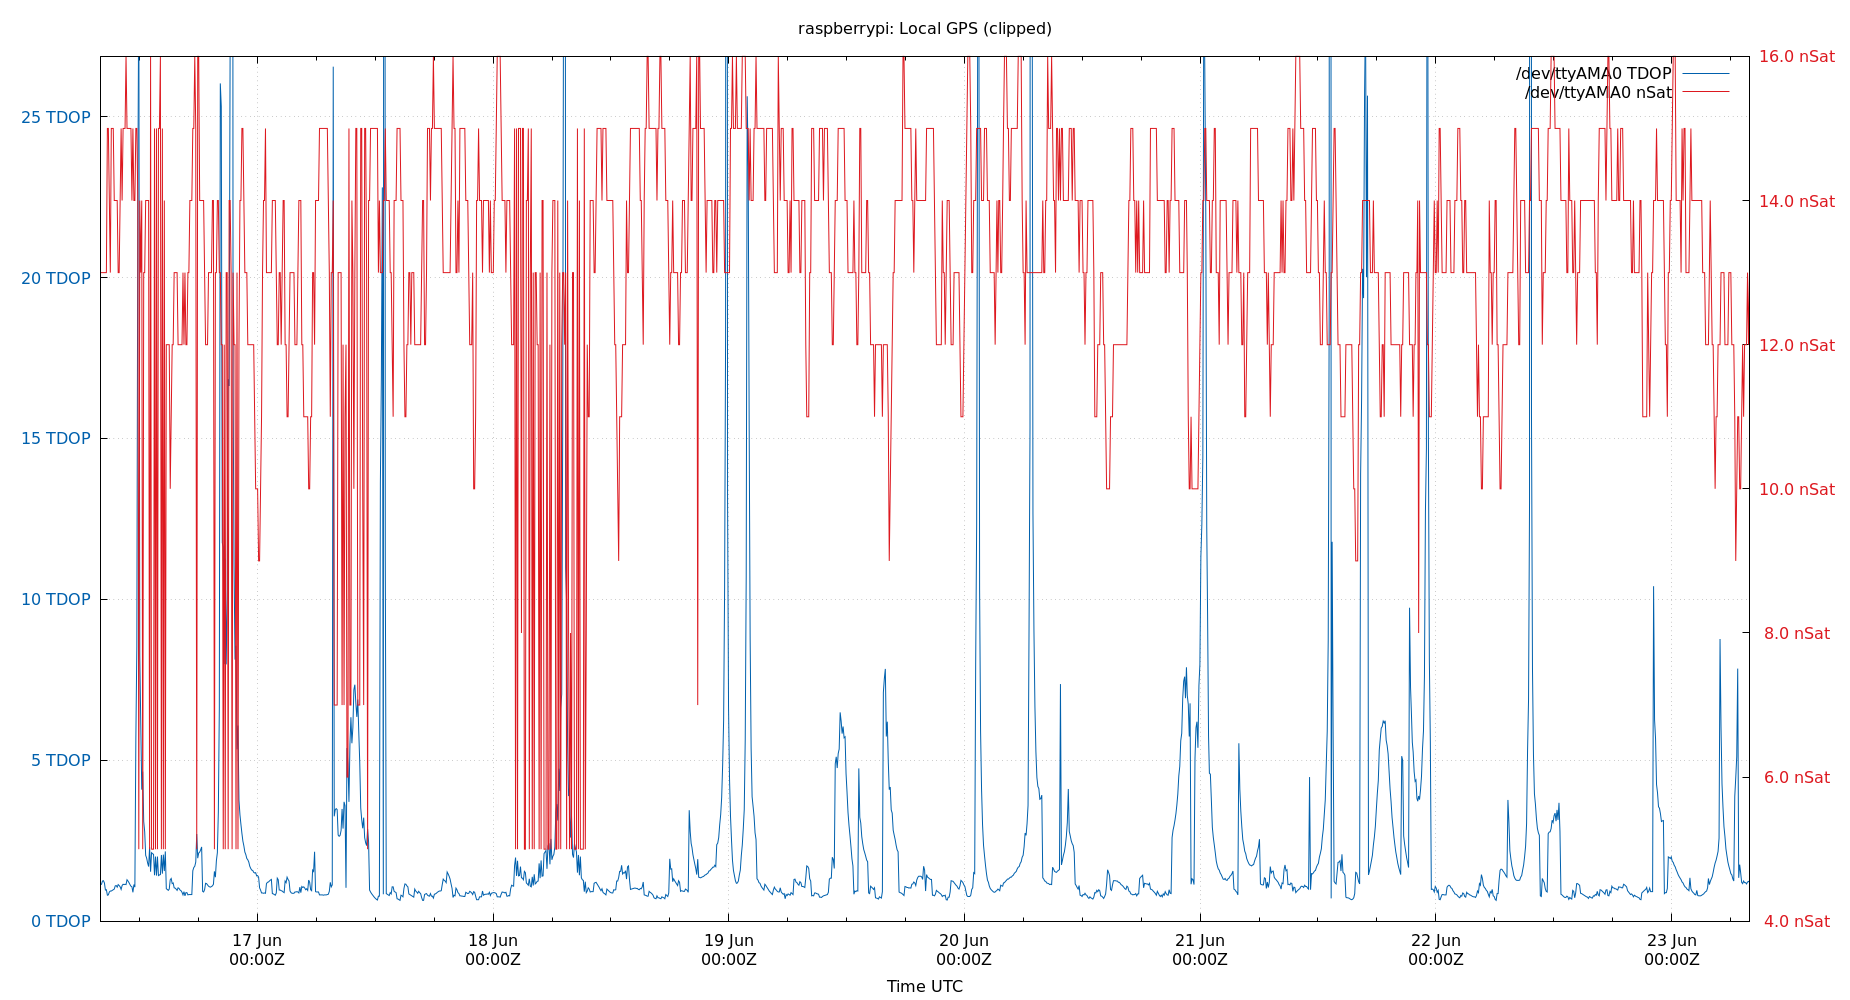 raspberrypi: Local GPS (clipped)
/dev/ttyAMA0 TDOP
/dev/ttyAMA0 nSat
25 TDOP
20 TDOP
15 TDOP
10 TDOP
5 TDOP
0 TDOP
16.0 nSat
14.0 nSat
12.0 nSat
10.0 nSat
8.0 nSat
6.0 nSat
4.0 nSat
17 Jun
00:00Z
18 Jun
00:00Z
19 Jun
00:00Z
20 Jun
00:00Z
21 Jun
00:00Z
22 Jun
00:00Z
23 Jun
00:00Z
Time UTC